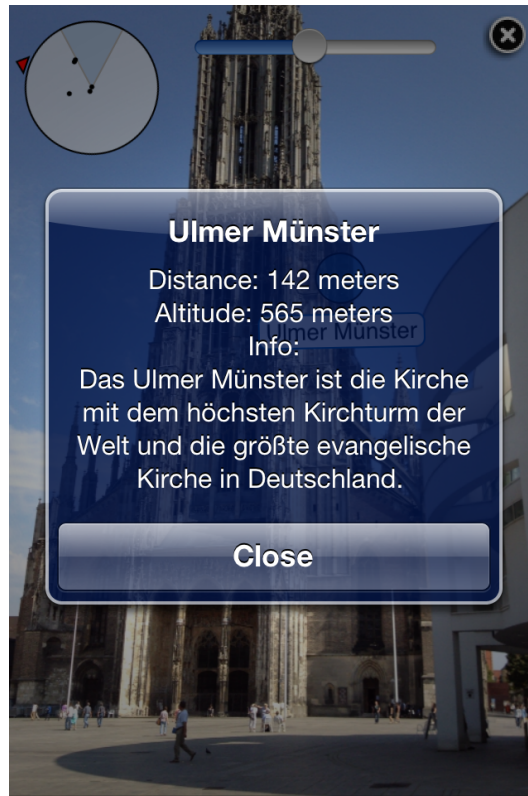 Ulmer Münster
Distance: 142 meters
Altitude: 565 meters
Ulmer Münster
Info:
Das Ulmer Münster ist die Kirche
mit dem höchsten Kirchturm der
Welt und die größte evangelische
Kirche in Deutschland.
Close